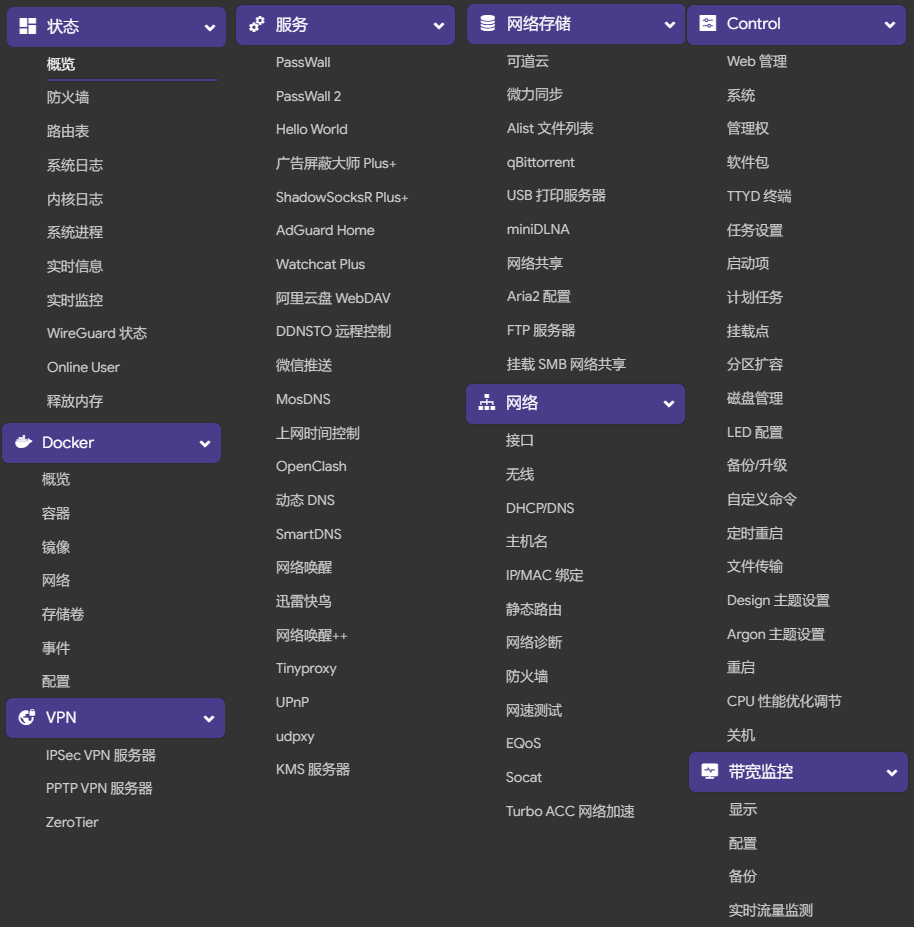 状态
概览
防火墙
路由表
系统日志
内核日志
系统进程
实时信息
实时监控
WireGuard 状态
Online User
释放内存
Docker
概览
容器
镜像
网络
存储卷
事件
配置
VPN
IPSec VPN 服务器
PPTP VPN 服务器
ZeroTier
服务
PassWall
PassWall 2
Hello World
广告屏蔽大师 Plus+
ShadowSocksR Plus+
AdGuard Home
Watchcat Plus
阿里云盘 WebDAV
DDNSTO 远程控制
微信推送
MosDNS
上网时间控制
OpenClash
动态 DNS
SmartDNS
网络唤醒
迅雷快鸟
网络唤醒++
Tinyproxy
UPnP
udpxy
KMS 服务器
网络存储
可道云
微力同步
Alist 文件列表
qBittorrent
USB 打印服务器
miniDLNA
网络共享
Aria2 配置
FTP 服务器
挂载 SMB 网络共享
网络
接口
无线
DHCP/DNS
主机名
IP/MAC 绑定
静态路由
网络诊断
防火墙
网速测试
EQoS
Socat
Turbo ACC 网络加速
Control
Web 管理
系统
管理权
软件包
TTYD 终端
任务设置
启动项
计划任务
挂载点
分区扩容
磁盘管理
LED 配置
备份/升级
自定义命令
定时重启
文件传输
Design 主题设置
Argon 主题设置
重启
CPU 性能优化调节
关机
带宽监控
显示
配置
备份
实时流量监测